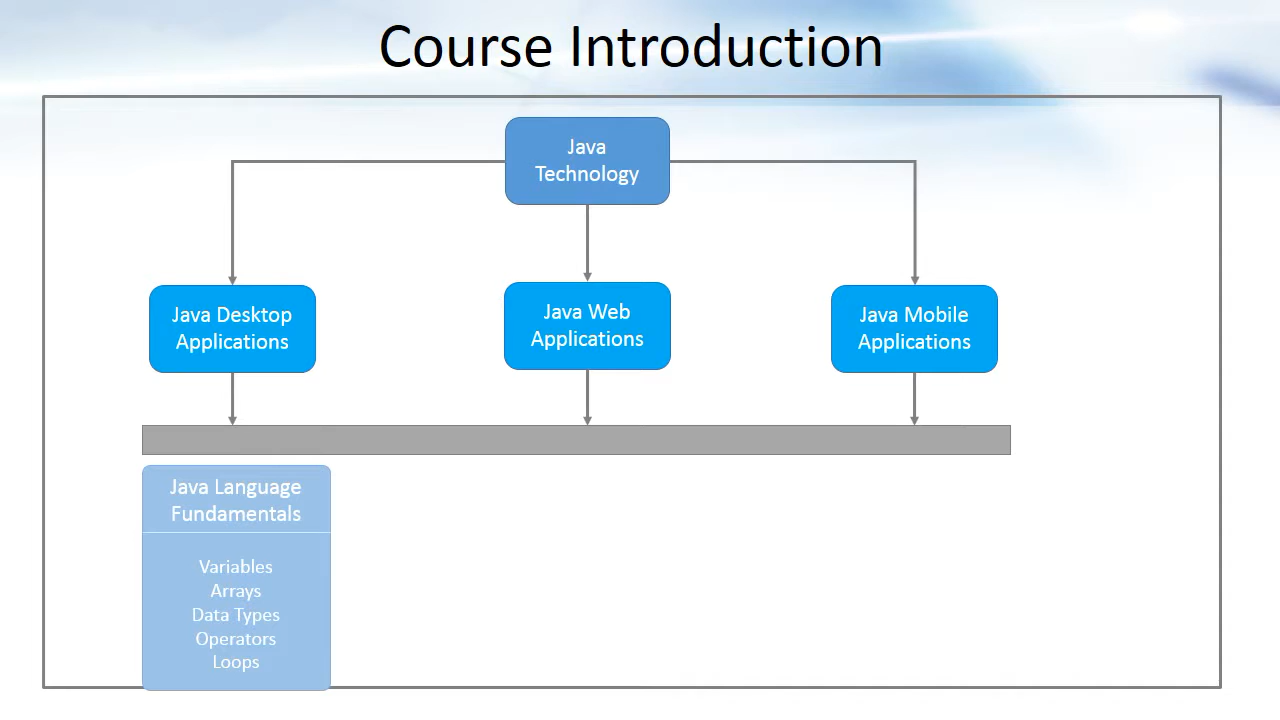 Course Introduction
Java
Technology
Java Desktop
Applications
Java Web
Applications
Java Mobile
Applications
Java Language
Fundamentals
Variables
Arrays
Data Types
Operators
Loops